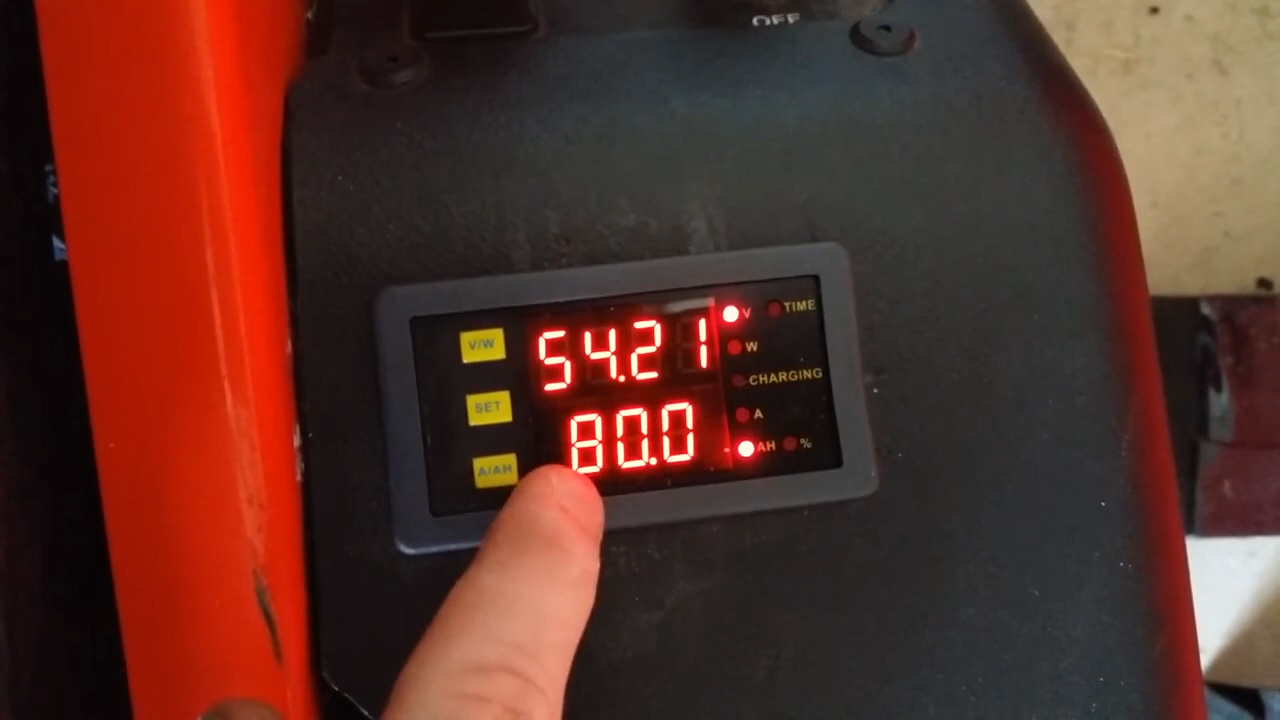 OFF
V/W 54.21 V TIME
W
SET CHARGING
A
A/AH 80.0 AH %